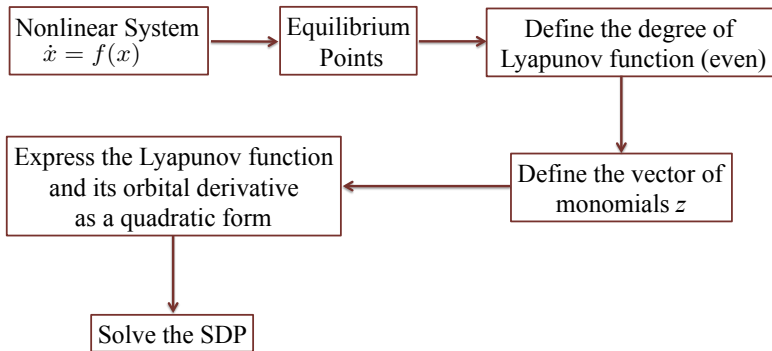 Nonlinear System
ẋ = f(x)
Equilibrium
Points
Define the degree of
Lyapunov function (even)
Define the vector of
monomials z
Express the Lyapunov function
and its orbital derivative
as a quadratic form
Solve the SDP